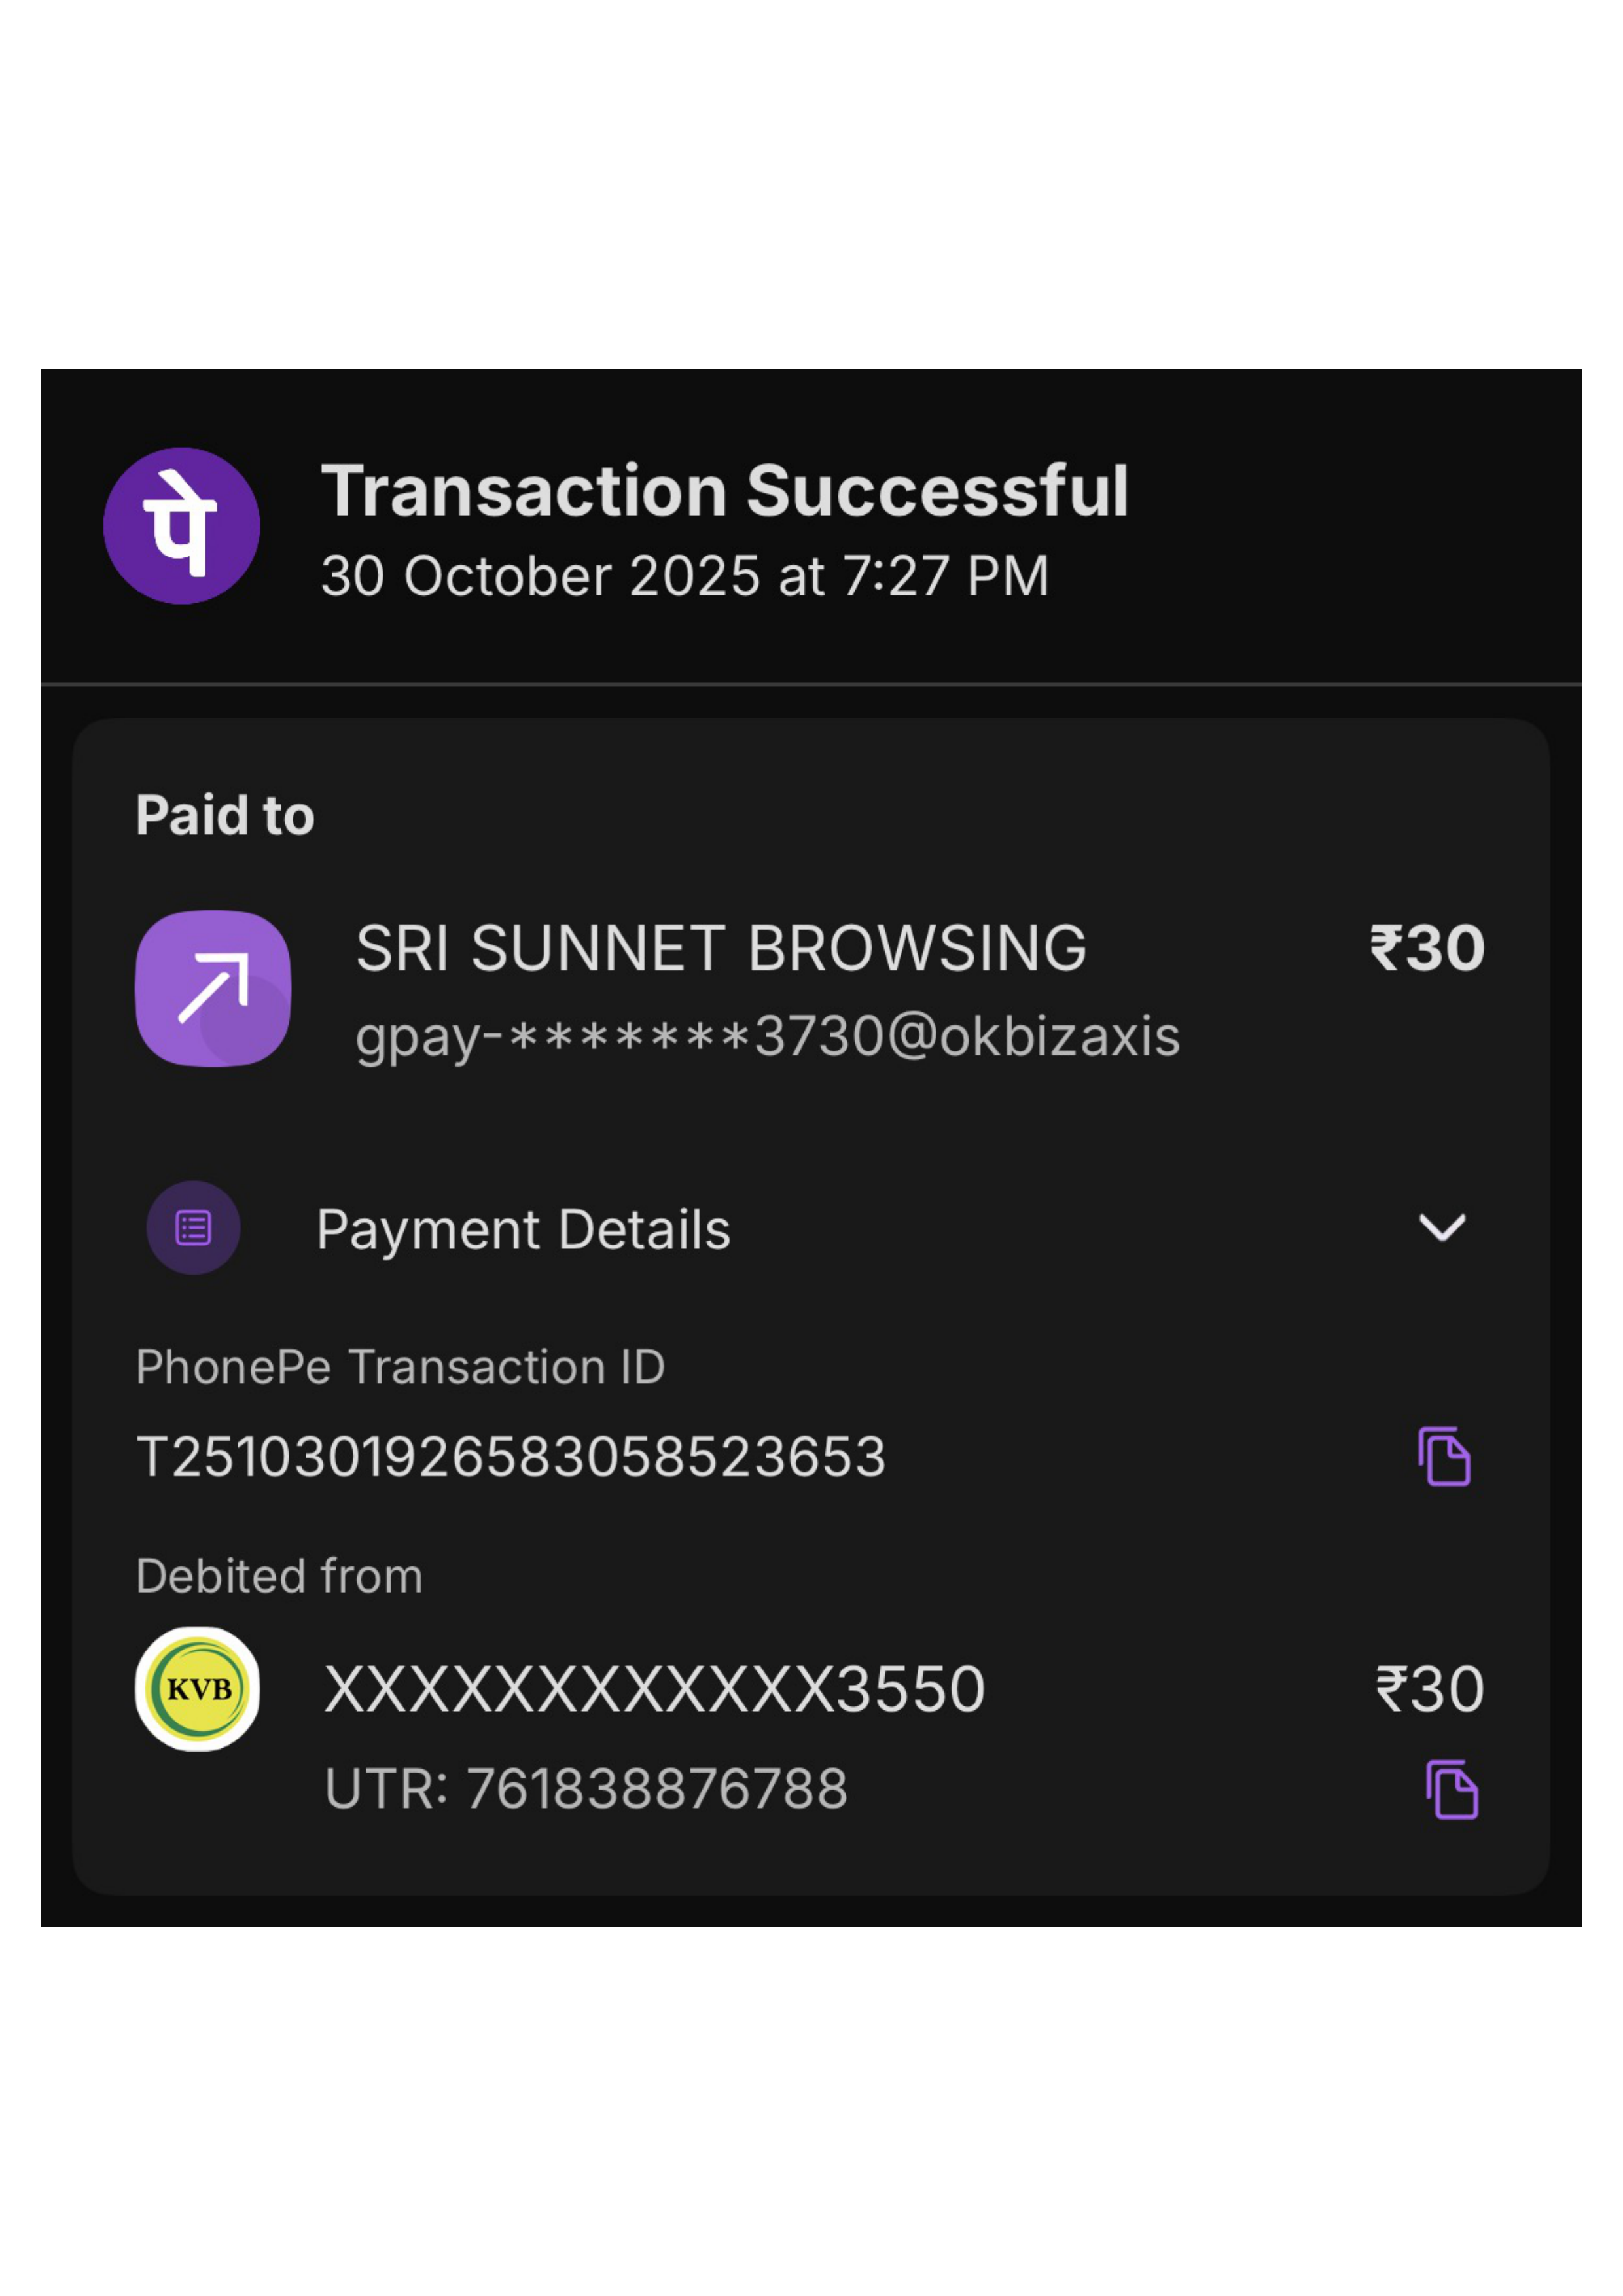 पे
Transaction Successful
30 October 2025 at 7:27 PM
Paid to
SRI SUNNET BROWSING ₹30
gpay-*******3730@okbizaxis
Payment Details
PhonePe Transaction ID
T2510301926583058523653
Debited from
KVB
XXXXXXXXXXXX3550 ₹30
UTR: 761838876788